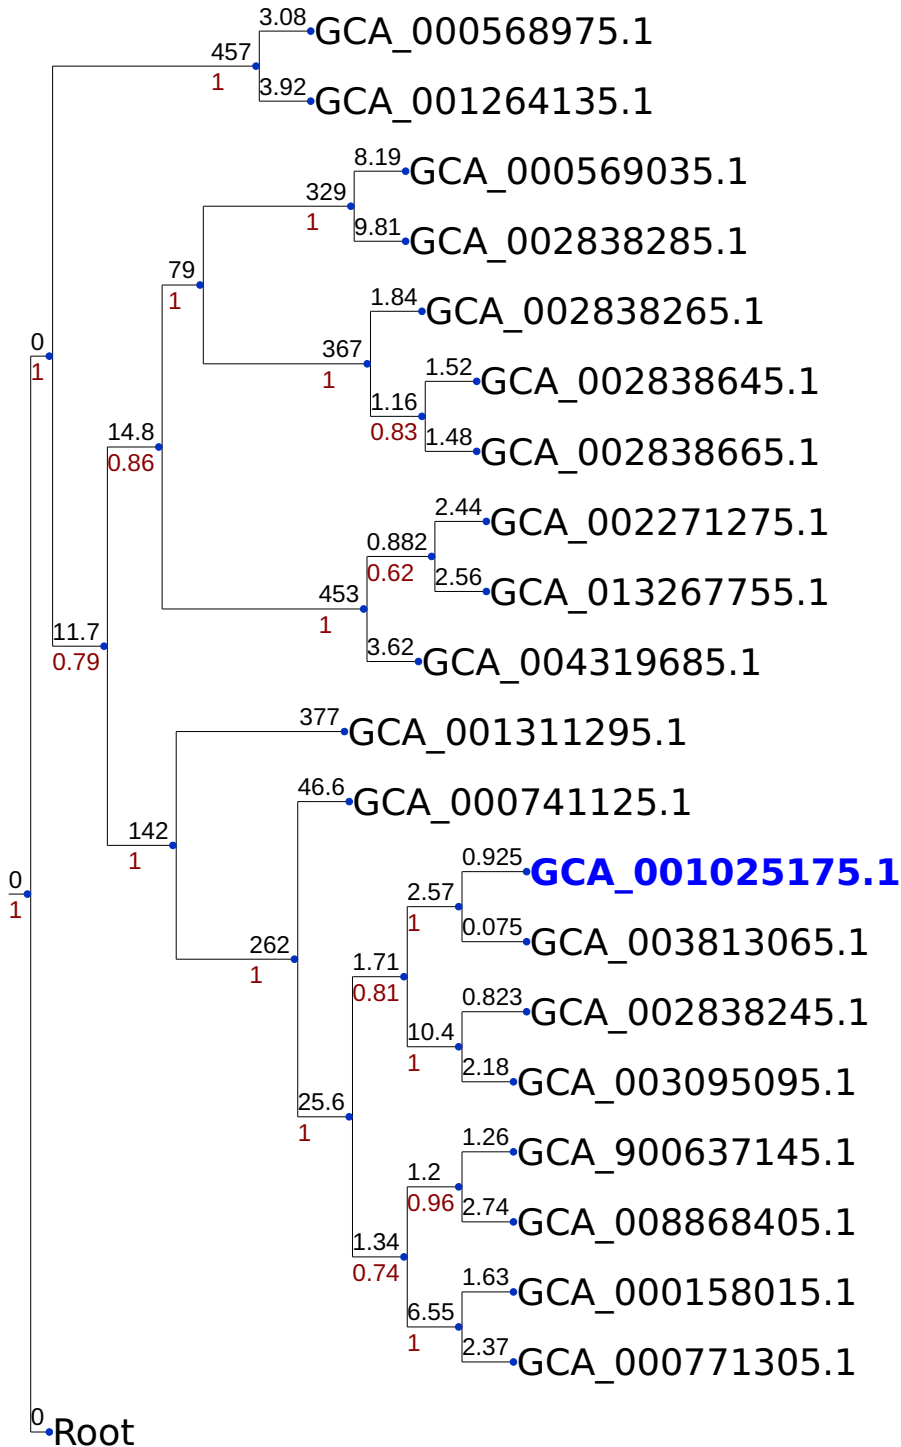 3.08
GCA_000568975.1
457
1
3.92
GCA_001264135.1
8.19
GCA_000569035.1
329
1
9.81
GCA_002838285.1
79
1
1.84
GCA_002838265.1
0
1
367
1
1.52
GCA_002838645.1
1.16
0.83
1.48
GCA_002838665.1
14.8
0.86
2.44
GCA_002271275.1
0.882
0.62
2.56
GCA_013267755.1
453
1
3.62
GCA_004319685.1
11.7
0.79
377
GCA_001311295.1
46.6
GCA_000741125.1
142
1
0.925
GCA_001025175.1
0
1
2.57
1
0.075
GCA_003813065.1
262
1
1.71
0.81
0.823
GCA_002838245.1
10.4
1
2.18
GCA_003095095.1
25.6
1
1.26
GCA_900637145.1
1.2
0.96
2.74
GCA_008868405.1
1.34
0.74
1.63
GCA_000158015.1
6.55
1
2.37
GCA_000771305.1
0
Root